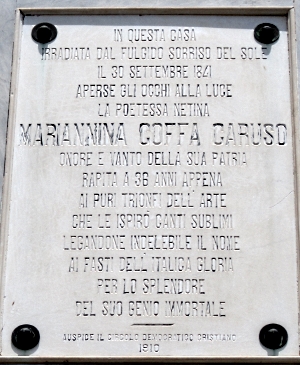 IN QUESTA CASA
IRRADIATA DAL FULGIDO SORRISO DEL SOLE
IL 30 SETTEMBRE 1841
APERSE GLI OCCHI ALLA LUCE
LA POETESSA NETINA
MARIANNINA COFFA CARUSO
ONORE E VANTO DELLA SUA PATRIA
RAPITA A 36 ANNI APPENA
AI PURI TRIONFI DELL'ARTE
CHE LE ISPIRÒ CANTI SUBLIMI
LEGANDONE INDELEBILE IL NOME
AI FASTI DELL'ITALICA GLORIA
PER LO SPLENDORE
DEL SUO GENIO IMMORTALE
AUSPICE IL CIRCOLO DEMOCRATICO CRISTIANO
1910